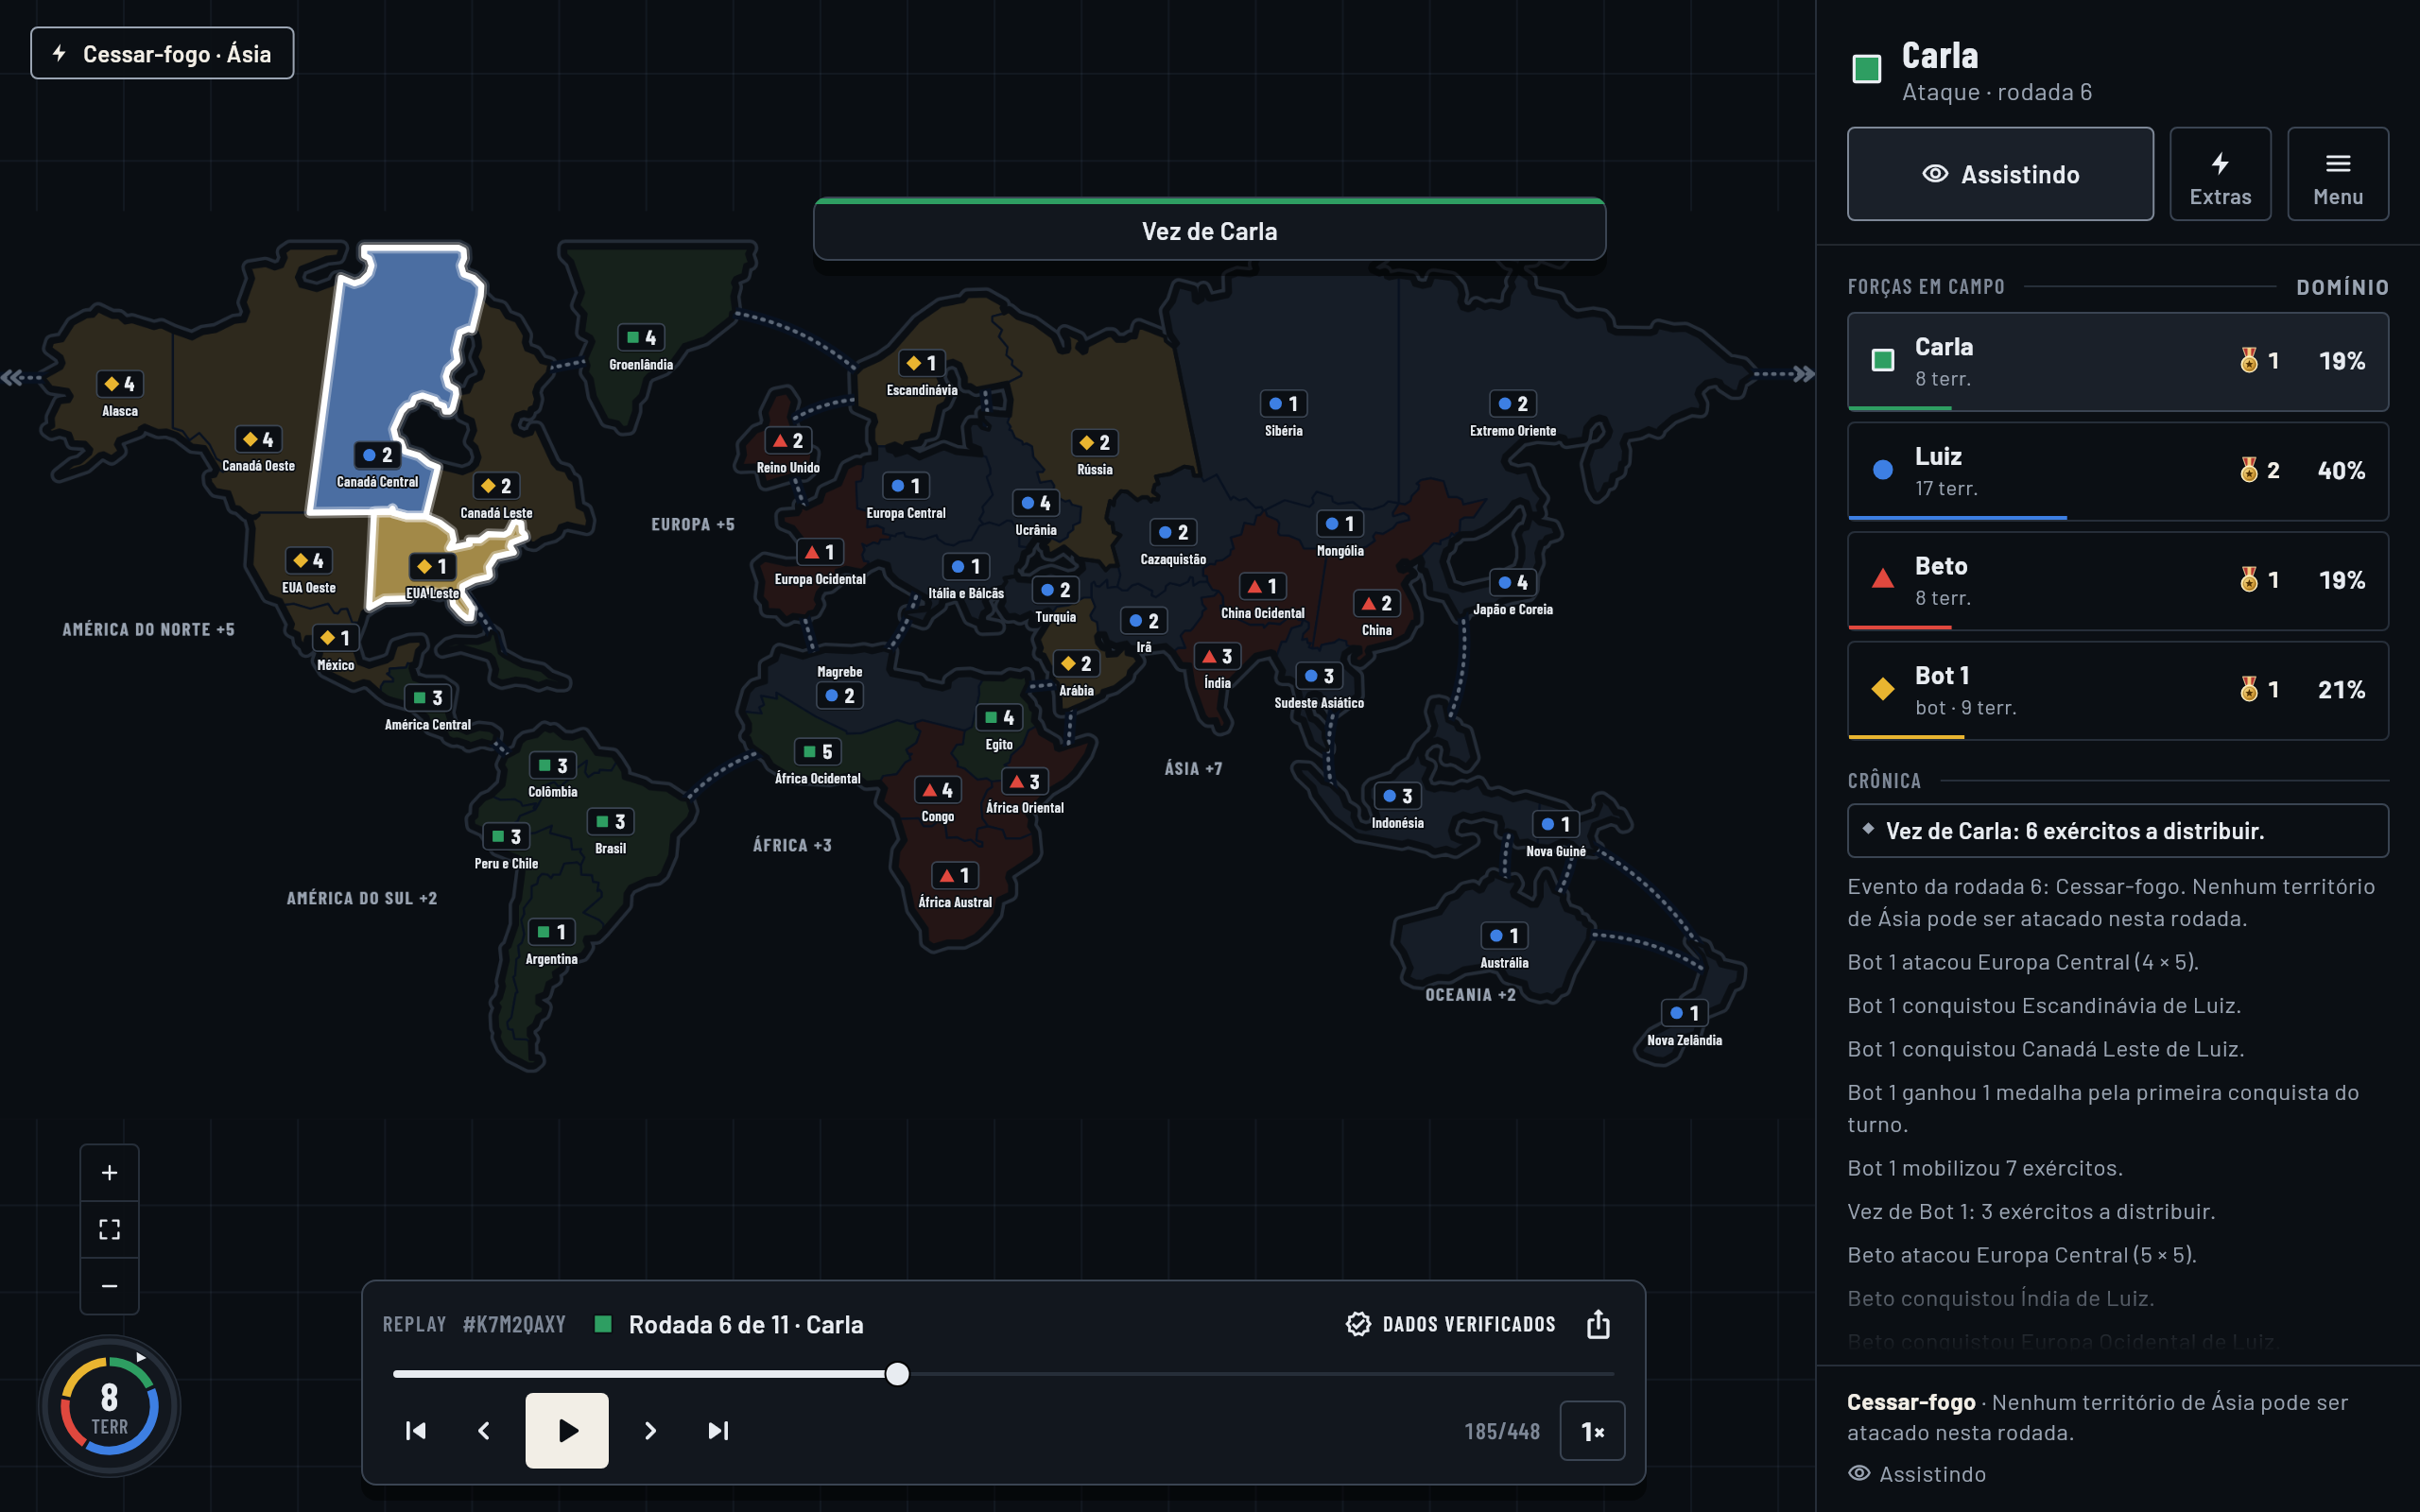 Cessar-fogo · Ásia
Vez de Carla
4
Groenlândia
4
Alasca
4
Canadá Oeste
2
Canadá Central
2
Canadá Leste
4
EUA Oeste
1
EUA Leste
1
México
3
América Central
AMÉRICA DO NORTE +5
3
Colômbia
3
Brasil
3
Peru e Chile
1
Argentina
AMÉRICA DO SUL +2
1
Escandinávia
2
Reino Unido
2
Rússia
1
Europa Central
4
Ucrânia
1
Europa Ocidental
1
Itália e Bálcãs
EUROPA +5
Magrebe
2
5
África Ocidental
4
Egito
4
Congo
3
África Oriental
1
África Austral
ÁFRICA +3
1
Sibéria
2
Extremo Oriente
2
Cazaquistão
1
Mongólia
2
Turquia
2
Irã
1
China Ocidental
2
China
4
Japão e Coreia
2
Arábia
3
Índia
3
Sudeste Asiático
ÁSIA +7
3
Indonésia
1
Nova Guiné
1
Austrália
OCEANIA +2
1
Nova Zelândia
+
−
8
TERR
REPLAY #K7M2QAXY Rodada 6 de 11 · Carla DADOS VERIFICADOS
185/448 1×
Carla
Ataque · rodada 6
Assistindo
Extras
Menu
FORÇAS EM CAMPO DOMÍNIO
Carla
8 terr.
1 19%
Luiz
17 terr.
2 40%
Beto
8 terr.
1 19%
Bot 1
bot · 9 terr.
1 21%
CRÔNICA
Vez de Carla: 6 exércitos a distribuir.
Evento da rodada 6: Cessar-fogo. Nenhum território
de Ásia pode ser atacado nesta rodada.
Bot 1 atacou Europa Central (4 × 5).
Bot 1 conquistou Escandinávia de Luiz.
Bot 1 conquistou Canadá Leste de Luiz.
Bot 1 ganhou 1 medalha pela primeira conquista do
turno.
Bot 1 mobilizou 7 exércitos.
Vez de Bot 1: 3 exércitos a distribuir.
Beto atacou Europa Central (5 × 5).
Beto conquistou Índia de Luiz.
Beto conquistou Europa Ocidental de Luiz.
Cessar-fogo · Nenhum território de Ásia pode ser
atacado nesta rodada.
Assistindo